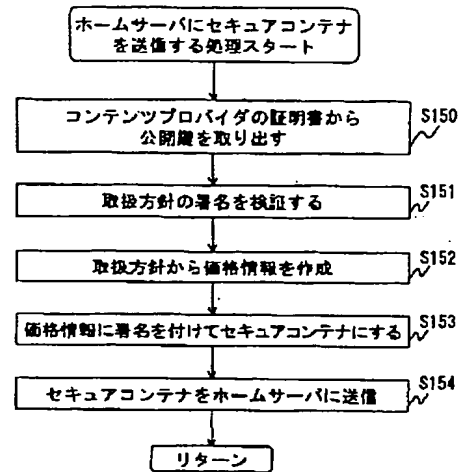 ホームサーバにセキュアコンテナ
を送信する処理スタート
コンテンツプロバイダの証明書から
公開鍵を取り出す
S150
取扱方針の署名を検証する
S151
取扱方針から価格情報を作成
S152
価格情報に署名を付けてセキュアコンテナにする
S153
セキュアコンテナをホームサーバに送信
S154
リターン